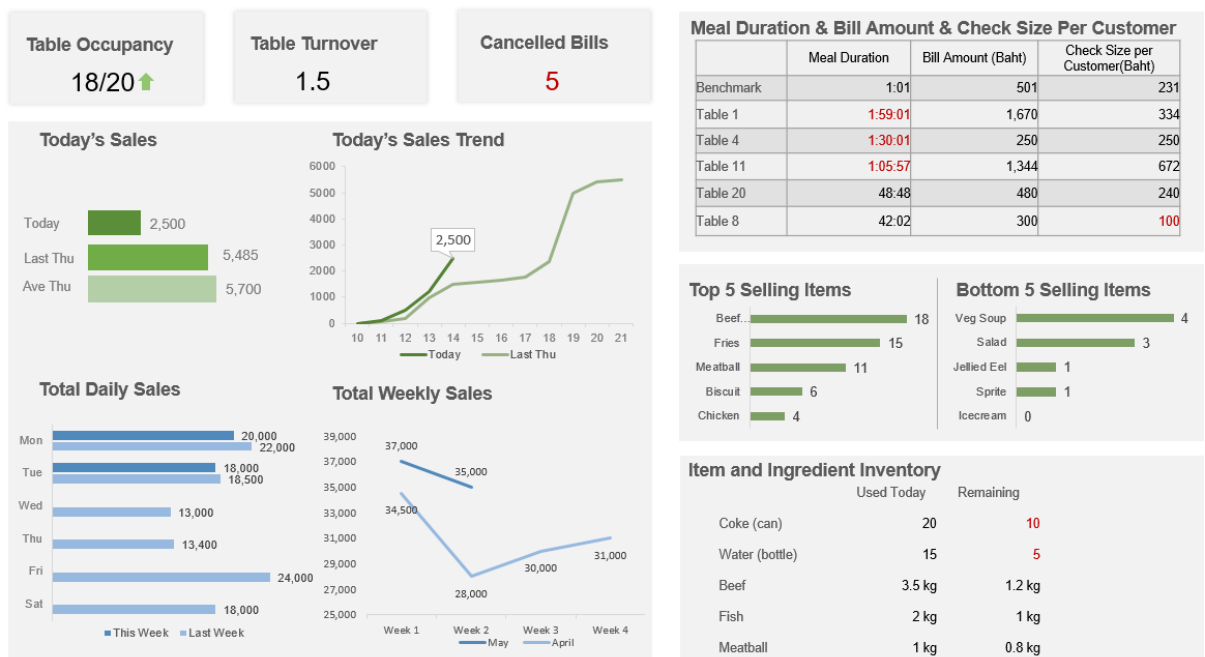 Table Occupancy
18/20
Table Turnover
1.5
Cancelled Bills
5
Today's Sales
Today 2,500
Last Thu 5,485
Ave Thu 5,700
Today's Sales Trend
6000
5000
4000
3000
2000
1000
0
2,500
10 11 12 13 14 15 16 17 18 19 20 21
Today Last Thu
Total Daily Sales
Mon 20,000
22,000
Tue 18,000
18,500
Wed 13,000
Thu 13,400
Fri 24,000
Sat 18,000
This Week Last Week
Total Weekly Sales
39,000
37,000
35,000
33,000
31,000
29,000
27,000
25,000
37,000
35,000
34,500
28,000
30,000
31,000
Week 1 Week 2 Week 3 Week 4
May April
Meal Duration & Bill Amount & Check Size Per Customer
Meal Duration Bill Amount (Baht) Check Size per
Customer(Baht)
Benchmark 1:01 501 231
Table 1 1:59:01 1,670 334
Table 4 1:30:01 250 250
Table 11 1:05:57 1,344 672
Table 20 48:48 480 240
Table 8 42:02 300 100
Top 5 Selling Items
Beef... 18
Fries 15
Meatball 11
Biscuit 6
Chicken 4
Bottom 5 Selling Items
Veg Soup 4
Salad 3
Jellied Eel 1
Sprite 1
Icecream 0
Item and Ingredient Inventory
Used Today Remaining
Coke (can) 20 10
Water (bottle) 15 5
Beef 3.5 kg 1.2 kg
Fish 2 kg 1 kg
Meatball 1 kg 0.8 kg